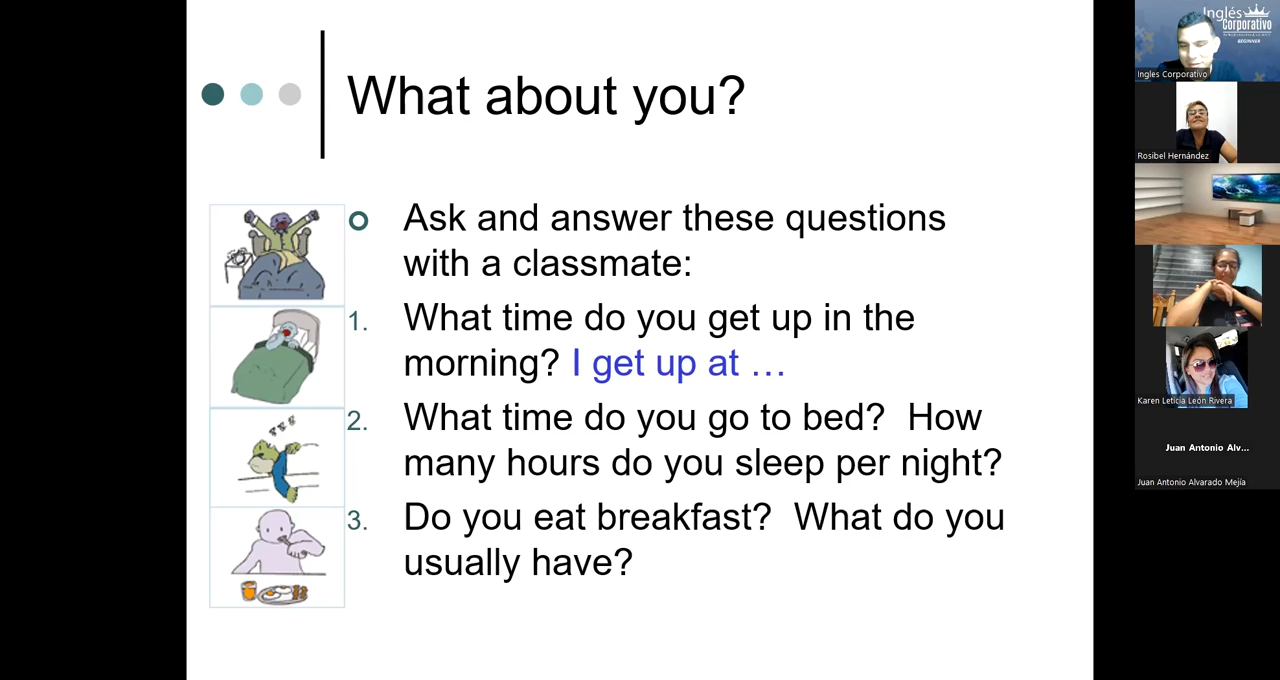 What about you?
Ask and answer these questions
with a classmate:
1. What time do you get up in the
morning? I get up at …
2. What time do you go to bed? How
many hours do you sleep per night?
3. Do you eat breakfast? What do you
usually have?
Inglés
Corporativo
BEGINNER
Ingles Corporativo
Rosibel Hernández
Karen Leticia León Rivera
Juan Antonio Alv...
Juan Antonio Alvarado Mejía